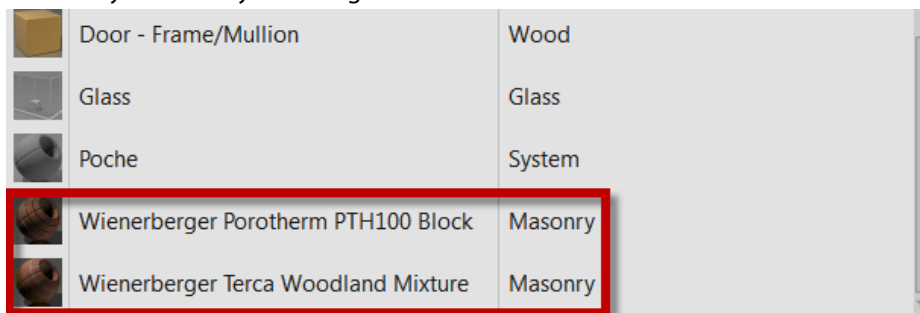 Door - Frame/Mullion Wood
Glass Glass
Poche System
Wienerberger Porotherm PTH100 Block Masonry
Wienerberger Terca Woodland Mixture Masonry